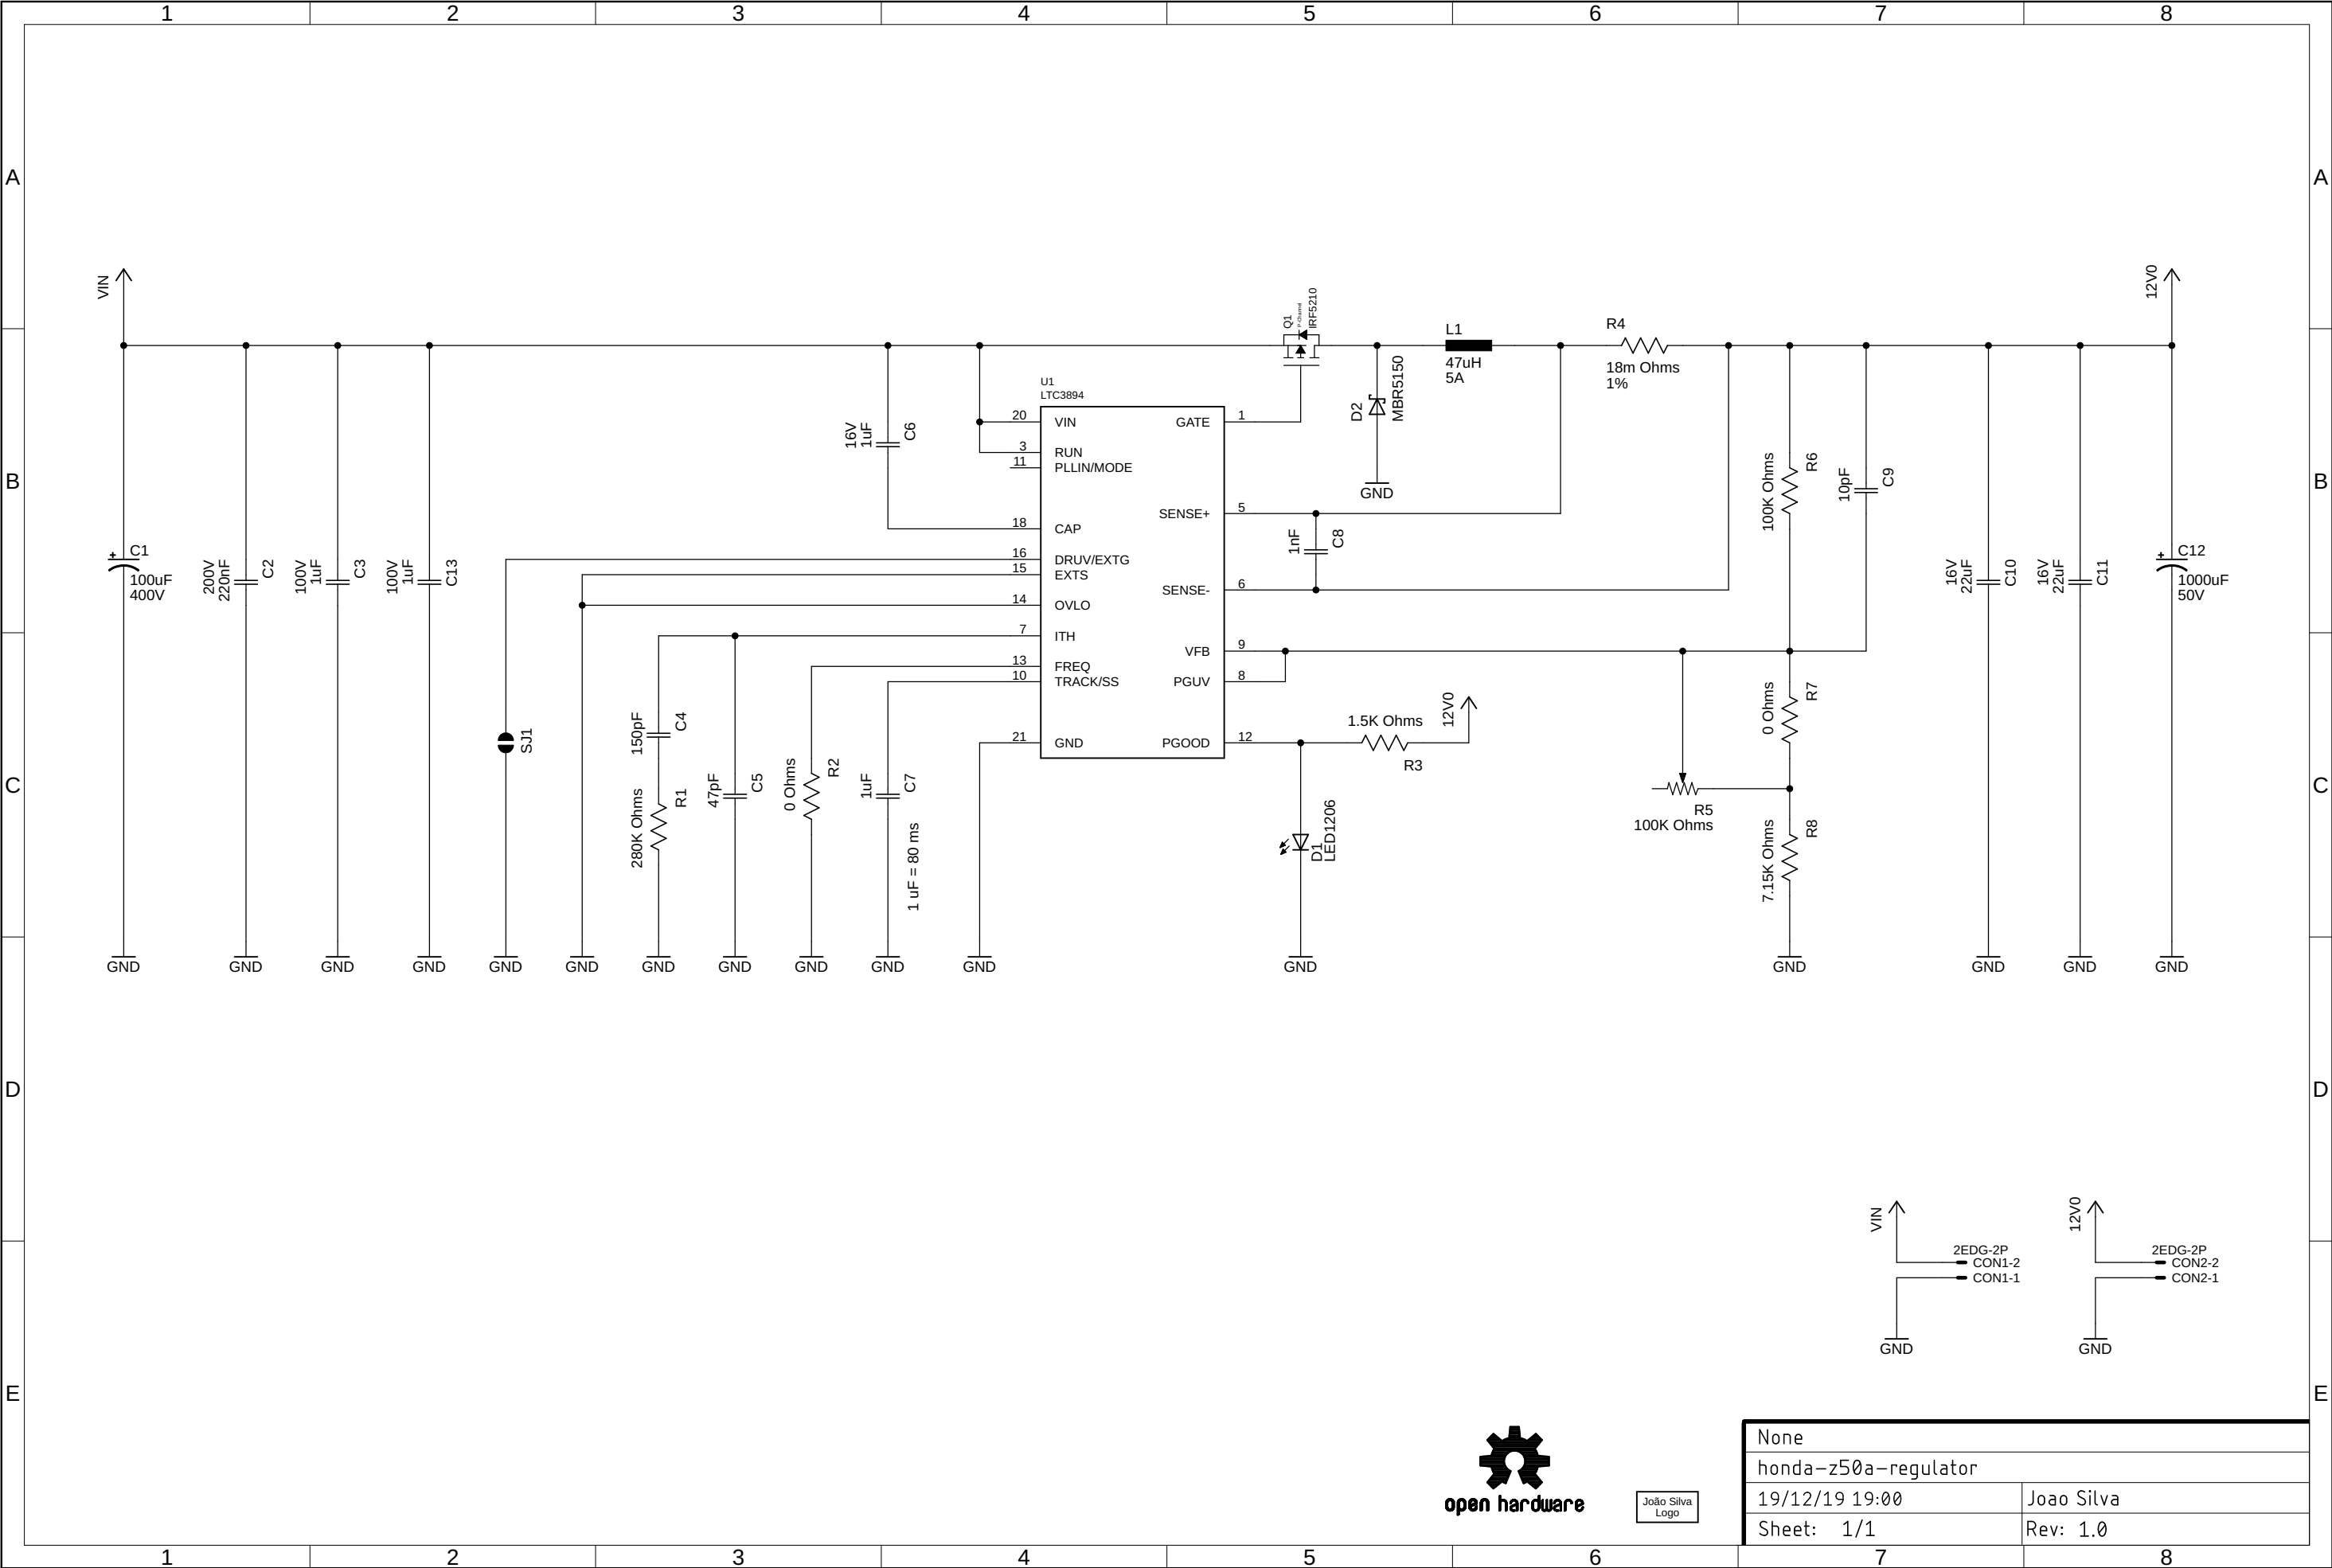 1 2 3 4 5 6 7 8
A A
VIN
12V0
Q1
P-Channel
IRF5210
L1
47uH
5A
R4
18m Ohms
1%
D2
MBR5150
GND
U1
LTC3894
20 VIN
3 RUN
11 PLLIN/MODE
18 CAP
16 DRUV/EXTG
15 EXTS
14 OVLO
7 ITH
13 FREQ
10 TRACK/SS
21 GND
GATE 1
SENSE+ 5
SENSE- 6
VFB 9
PGUV 8
PGOOD 12
B B
16V
1uF
C6
100K Ohms
R6
10pF
C9
1nF
C8
C1
100uF
400V
200V
220nF
C2
100V
1uF
C3
100V
1uF
C13
16V
22uF
C10
16V
22uF
C11
C12
1000uF
50V
SJ1
150pF
C4
280K Ohms
R1
47pF
C5
0 Ohms
R2
1uF
C7
1 uF = 80 ms
1.5K Ohms
R3
12V0
D1
LED1206
R5
100K Ohms
0 Ohms
R7
7.15K Ohms
R8
C C
GND GND GND GND GND GND GND GND GND GND GND GND GND GND GND GND
D D
VIN
2EDG-2P
CON1-2
CON1-1
GND
12V0
2EDG-2P
CON2-2
CON2-1
GND
E E
open hardware
João Silva
Logo
None
honda-z50a-regulator
19/12/19 19:00 Joao Silva
Sheet: 1/1 Rev: 1.0
1 2 3 4 5 6 7 8